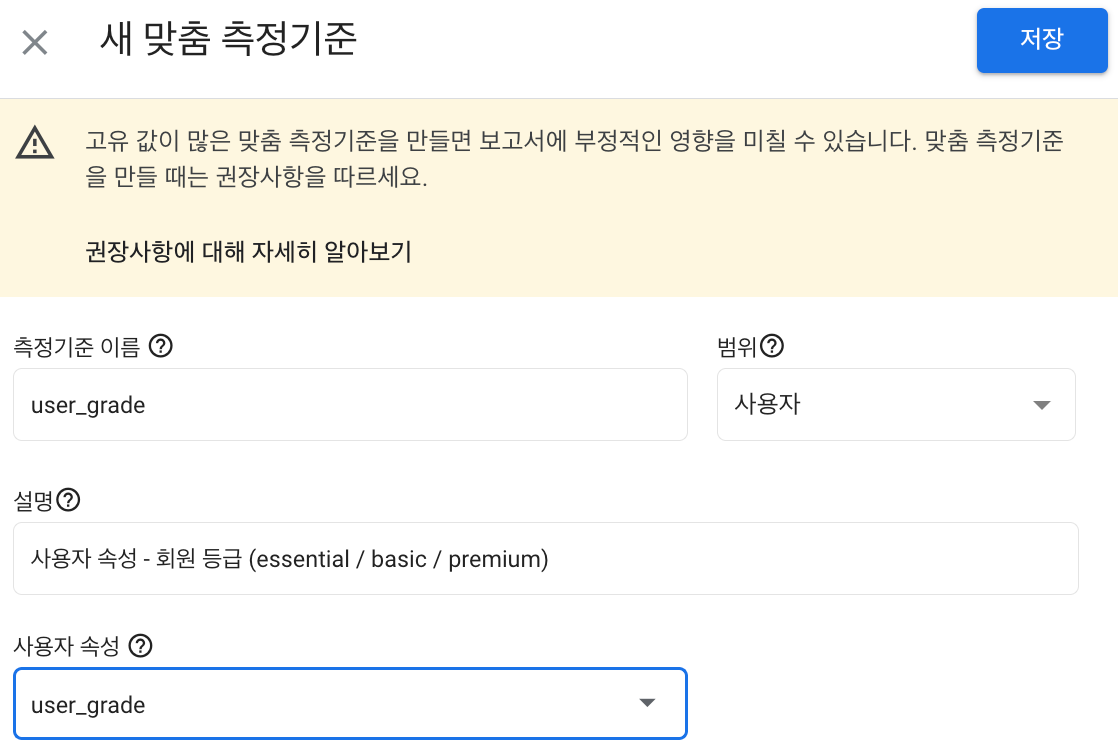 새 맞춤 측정기준
저장
고유 값이 많은 맞춤 측정기준을 만들면 보고서에 부정적인 영향을 미칠 수 있습니다. 맞춤 측정기준
을 만들 때는 권장사항을 따르세요.
권장사항에 대해 자세히 알아보기
측정기준 이름
범위
user_grade
사용자
설명
사용자 속성 - 회원 등급 (essential / basic / premium)
사용자 속성
user_grade